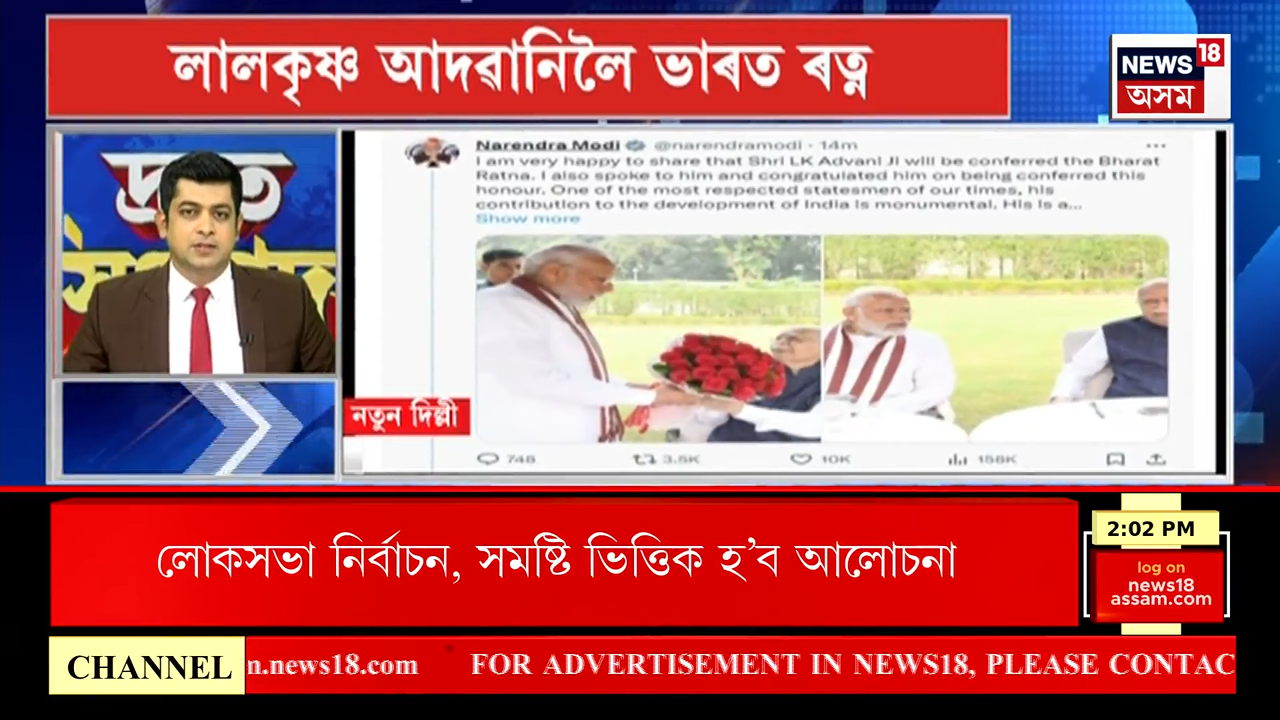 লালকৃষ্ণ আদৱানিলৈ ভাৰত ৰত্ন
NEWS 18
অসম
দ্ৰুত
Narendra Modi @narendramodi · 14m
I am very happy to share that Shri LK Advani Ji will be conferred the Bharat
Ratna. I also spoke to him and congratulated him on being conferred this
honour. One of the most respected statesmen of our times, his
contribution to the development of India is monumental. His is a...
Show more
নতুন দিল্লী
748 3.5K 10K 158K
লোকসভা নিৰ্বাচন, সমষ্টি ভিত্তিক হ'ব আলোচনা
2:02 PM
log on
news18
assam.com
CHANNEL n.news18.com FOR ADVERTISEMENT IN NEWS18, PLEASE CONTAC